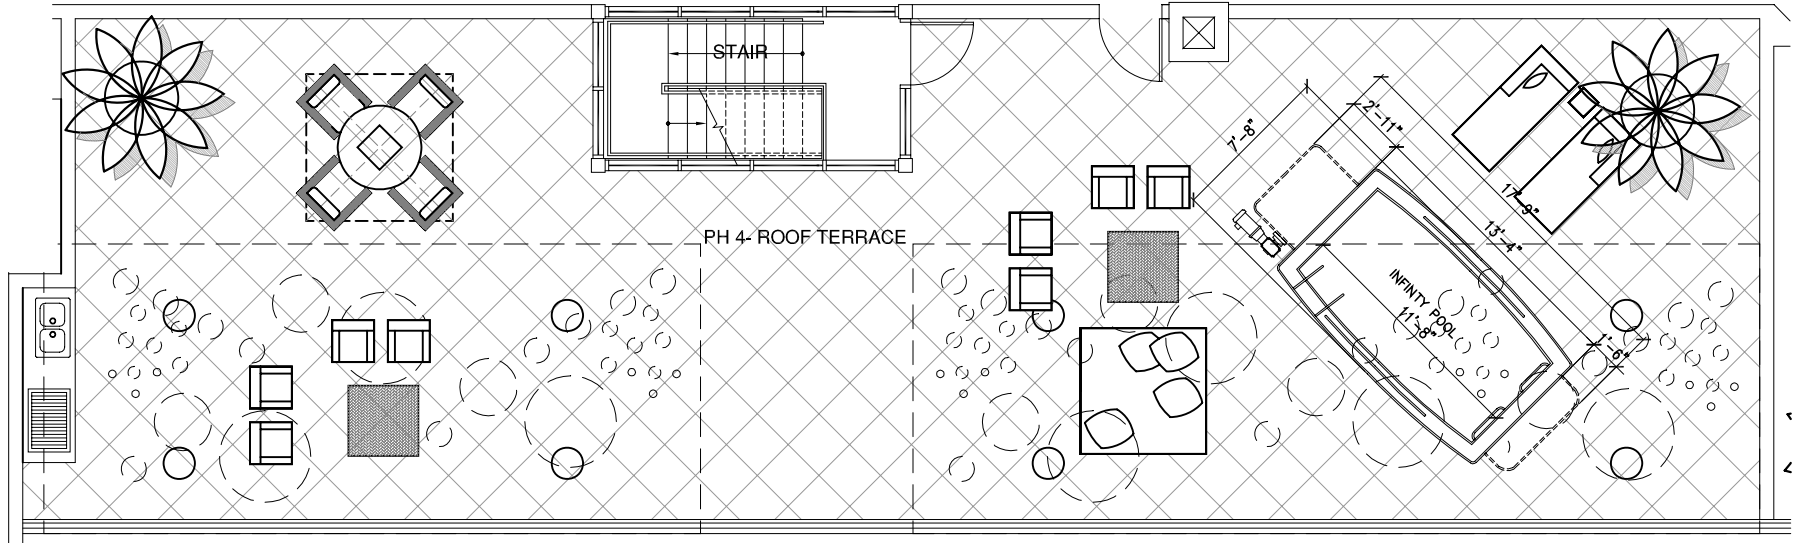 STAIR
PH 4- ROOF TERRACE
7'-8"
2'-11"
17'-9"
13'-4"
INFINTY POOL
11'-8"
1'-6"